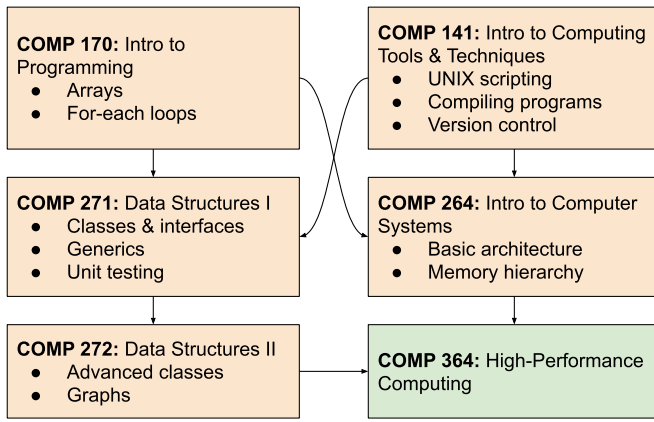 COMP 170: Intro to
Programming
● Arrays
● For-each loops
COMP 141: Intro to Computing
Tools & Techniques
● UNIX scripting
● Compiling programs
● Version control
COMP 271: Data Structures I
● Classes & interfaces
● Generics
● Unit testing
COMP 264: Intro to Computer
Systems
● Basic architecture
● Memory hierarchy
COMP 272: Data Structures II
● Advanced classes
● Graphs
COMP 364: High-Performance
Computing